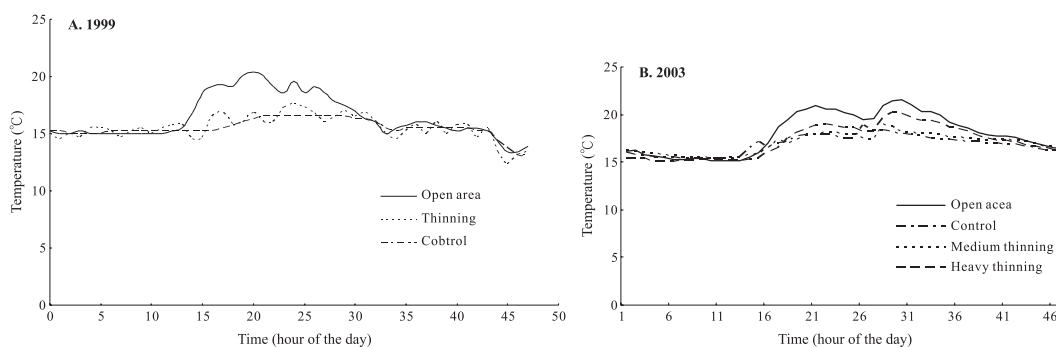 A. 1999
25
20
15
10
5
0
Temperature (℃)
Open area
Thinning
Cobtrol
0 5 10 15 20 25 30 35 40 45 50
Time (hour of the day)
B. 2003
25
20
15
10
5
0
Temperature (℃)
Open acea
Control
Medium thinning
Heavy thinning
1 6 11 16 21 26 31 36 41 46
Time (hour of the day)